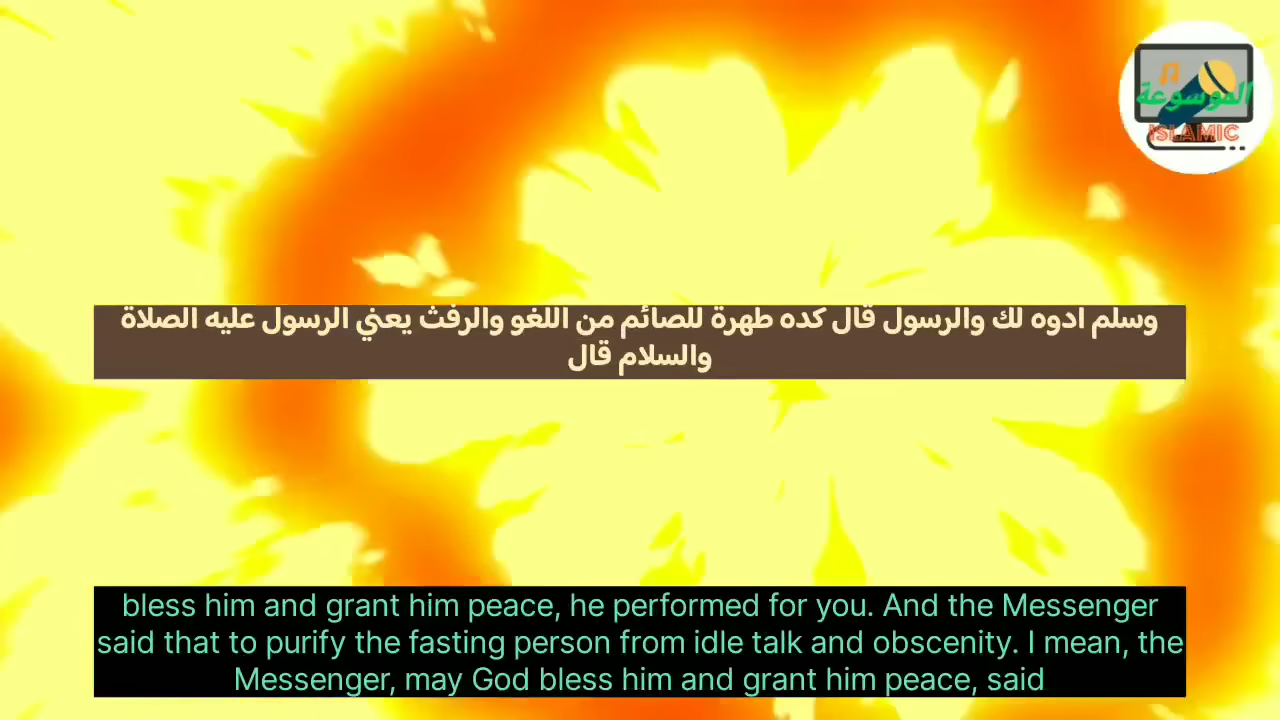 الموسوعة
ISLAMIC
وسلم ادوه لك والرسول قال كده طهرة للصائم من اللغو والرفث يعني الرسول عليه الصلاة
والسلام قال
bless him and grant him peace, he performed for you. And the Messenger
said that to purify the fasting person from idle talk and obscenity. I mean, the
Messenger, may God bless him and grant him peace, said